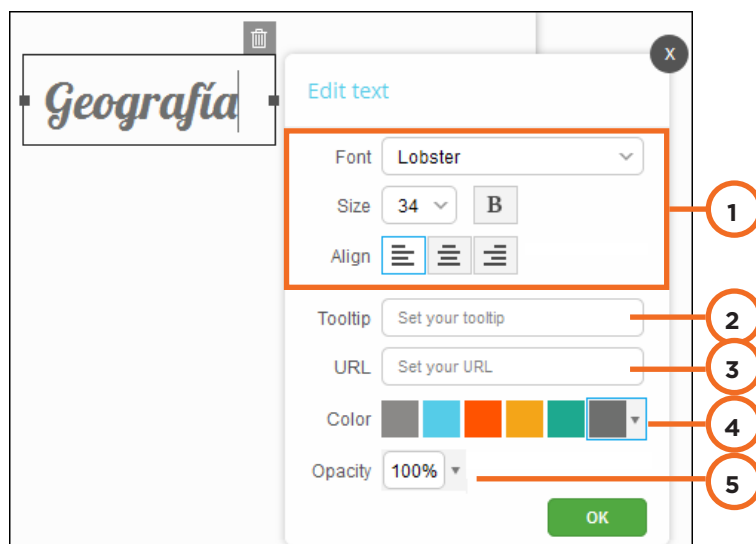 X
Geografía
Edit text
Font Lobster
Size 34 B
1
Align
Tooltip Set your tooltip
2
URL Set your URL
3
Color
4
Opacity 100%
5
OK